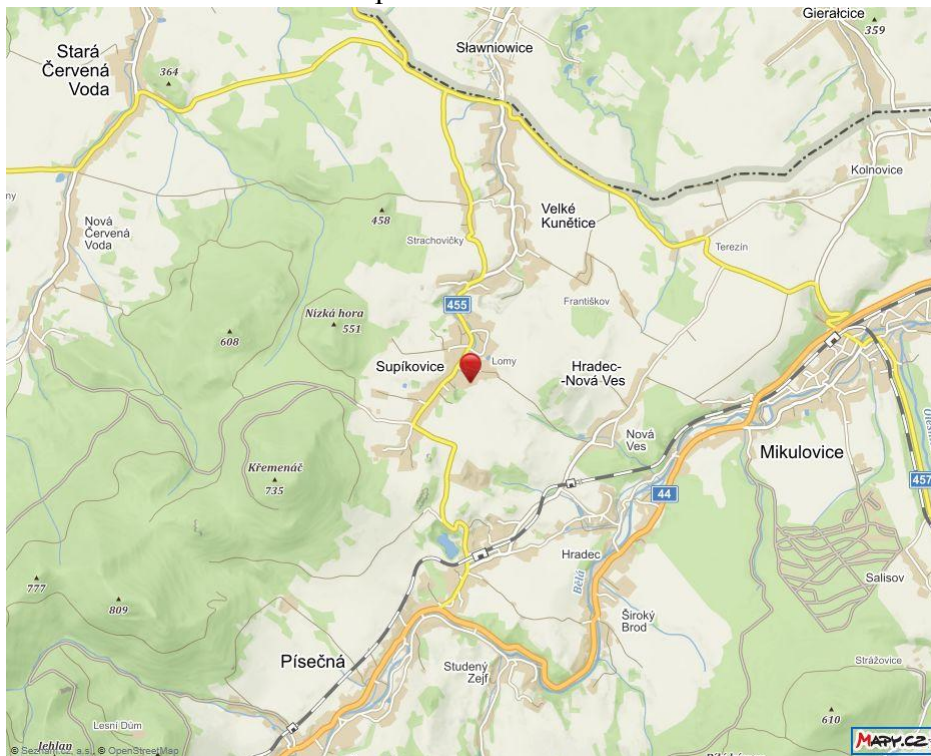 Gierałcice
359
Sławniowice
Stará
Červená
Voda
364
Kolnovice
Nová
Červená
Voda
458
Velké
Kunětice
Strachovičky
Terezín
455
Františkov
Nízká hora
551
608
Supíkovice
Lomy
Hradec-
-Nová Ves
Nová
Ves
Mikulovice
Křemenáč
735
44
457
Hradec
Bělá
Salisov
777
809
Široký
Brod
Písečná
Studený
Zejf
Strážovice
Lesní Dům
610
Jehlan
© Seznam.cz, a.s., © OpenStreetMap
MAPY.CZ